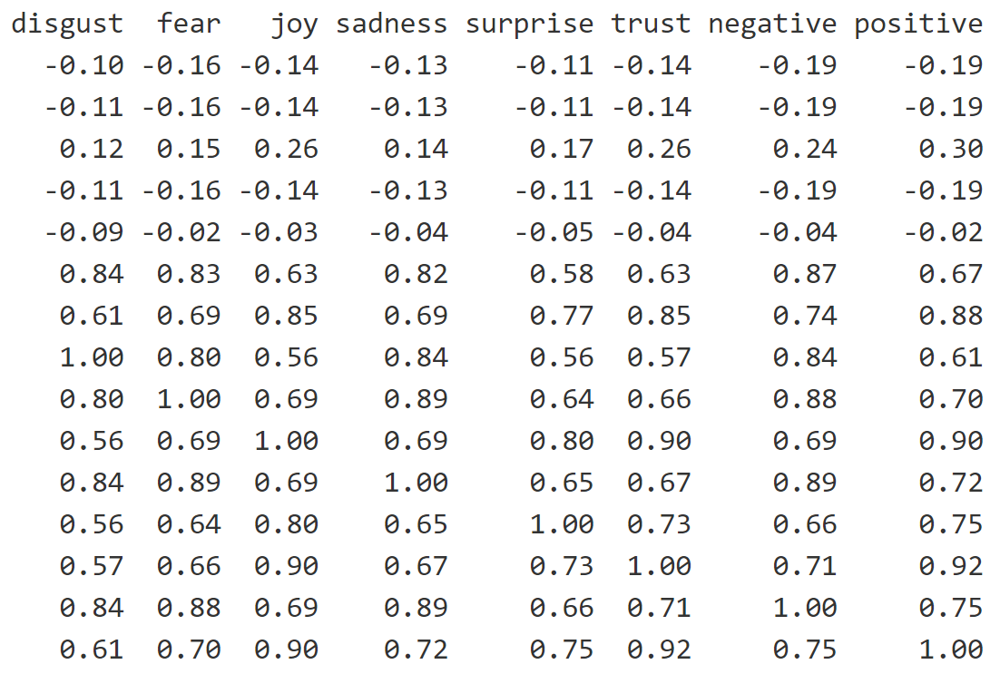 disgust fear joy sadness surprise trust negative positive
-0.10 -0.16 -0.14 -0.13 -0.11 -0.14 -0.19 -0.19
-0.11 -0.16 -0.14 -0.13 -0.11 -0.14 -0.19 -0.19
0.12 0.15 0.26 0.14 0.17 0.26 0.24 0.30
-0.11 -0.16 -0.14 -0.13 -0.11 -0.14 -0.19 -0.19
-0.09 -0.02 -0.03 -0.04 -0.05 -0.04 -0.04 -0.02
0.84 0.83 0.63 0.82 0.58 0.63 0.87 0.67
0.61 0.69 0.85 0.69 0.77 0.85 0.74 0.88
1.00 0.80 0.56 0.84 0.56 0.57 0.84 0.61
0.80 1.00 0.69 0.89 0.64 0.66 0.88 0.70
0.56 0.69 1.00 0.69 0.80 0.90 0.69 0.90
0.84 0.89 0.69 1.00 0.65 0.67 0.89 0.72
0.56 0.64 0.80 0.65 1.00 0.73 0.66 0.75
0.57 0.66 0.90 0.67 0.73 1.00 0.71 0.92
0.84 0.88 0.69 0.89 0.66 0.71 1.00 0.75
0.61 0.70 0.90 0.72 0.75 0.92 0.75 1.00